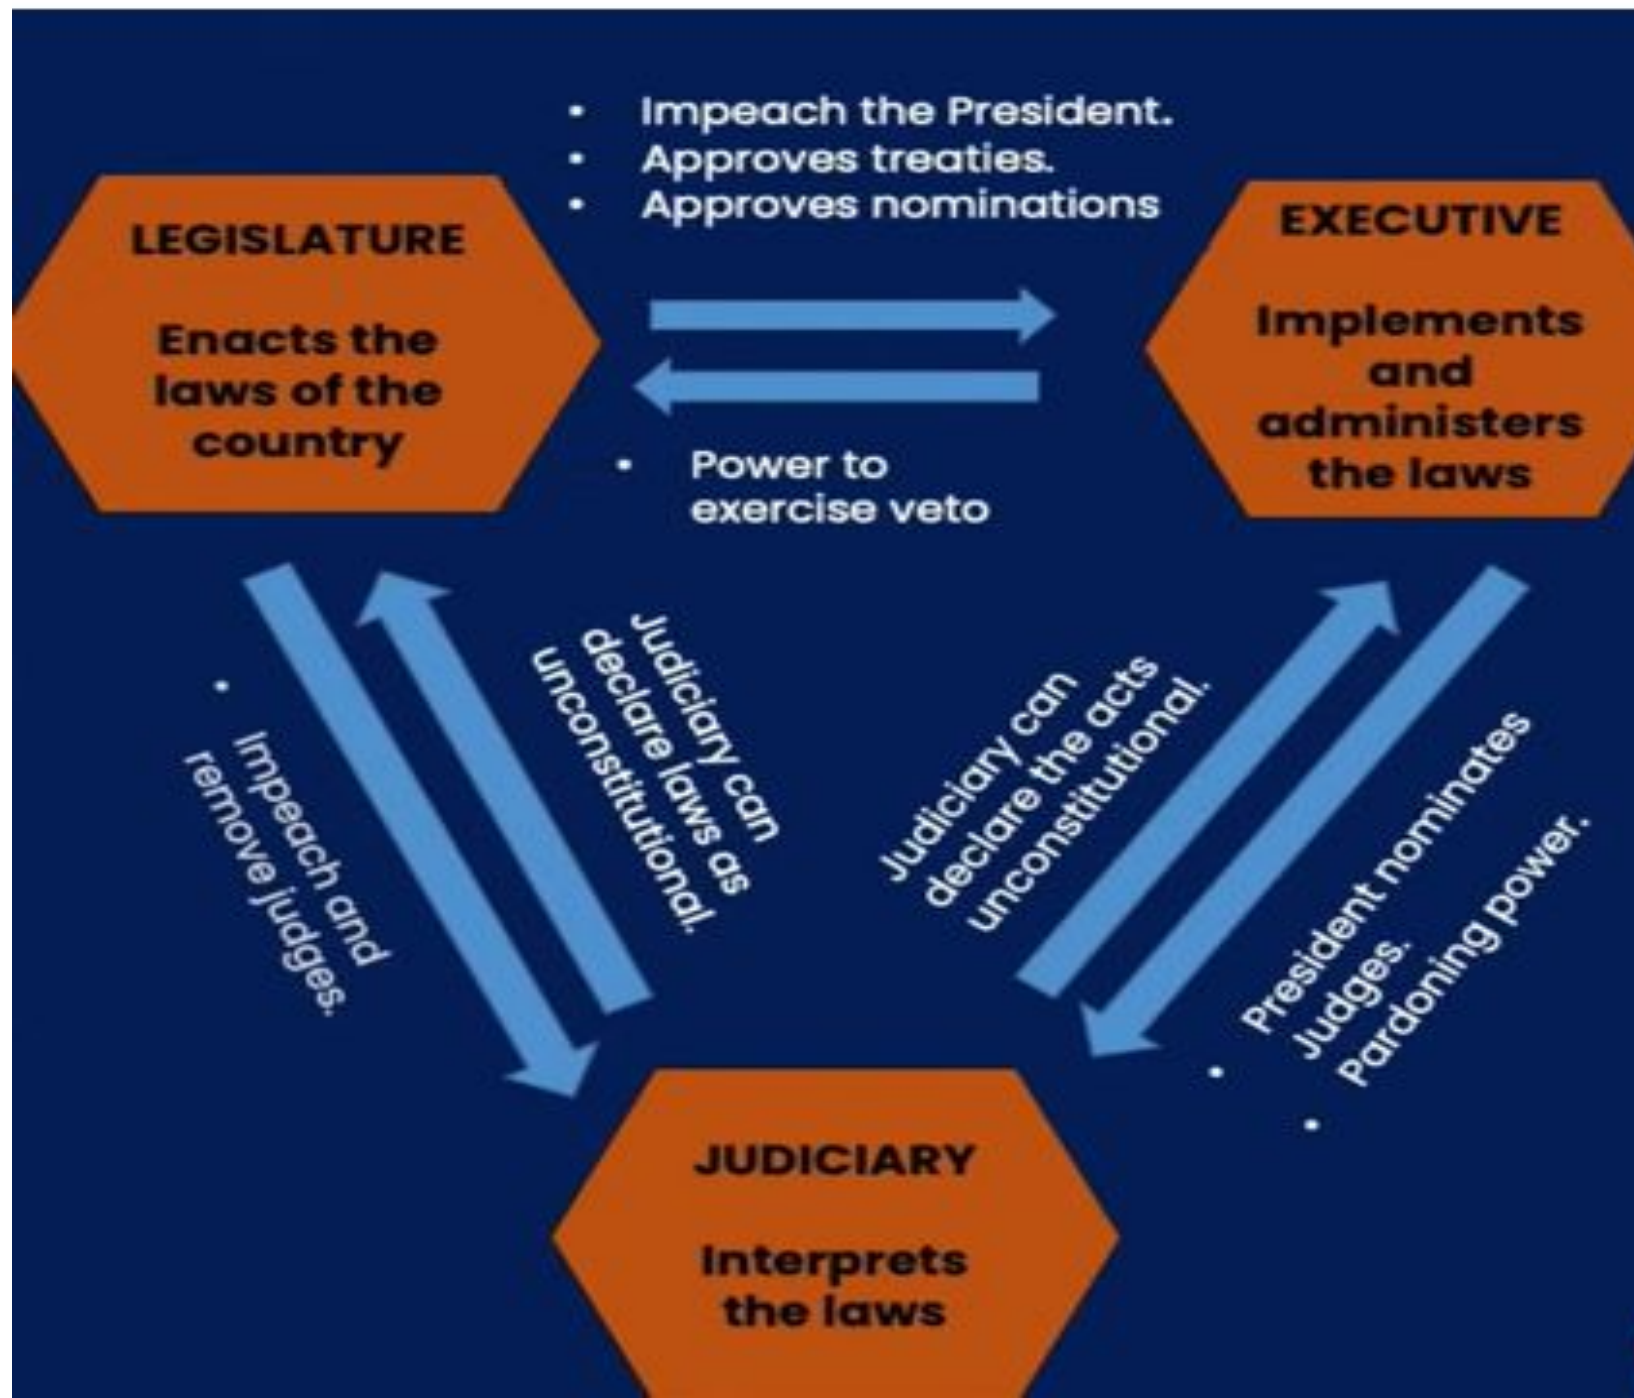 • Impeach the President.
• Approves treaties.
• Approves nominations
LEGISLATURE
Enacts the
laws of the
country
EXECUTIVE
Implements
and
administers
the laws
• Power to
exercise veto
• Impeach and
remove judges.
Judiciary can
declare laws as
unconstitutional.
Judiciary can
declare the acts
unconstitutional.
• President nominates
Judges.
• Pardoning power.
JUDICIARY
Interprets
the laws